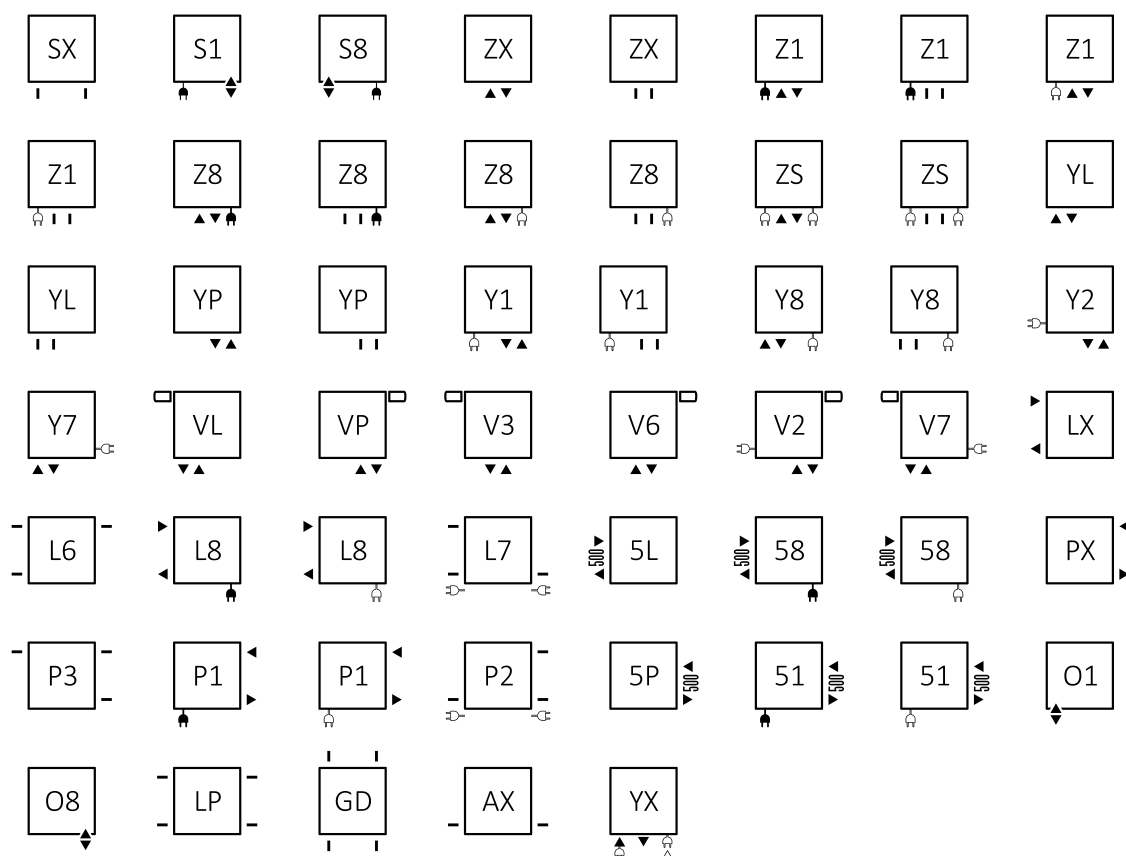 SX S1 S8 ZX ZX Z1 Z1 Z1
Z1 Z8 Z8 Z8 Z8 ZS ZS YL
YL YP YP Y1 Y1 Y8 Y8 Y2
Y7 VL VP V3 V6 V2 V7 LX
L6 L8 L8 L7 500 5L 500 58 500 58 PX
P3 P1 P1 P2 5P 500 51 500 51 500 O1
O8 LP GD AX YX